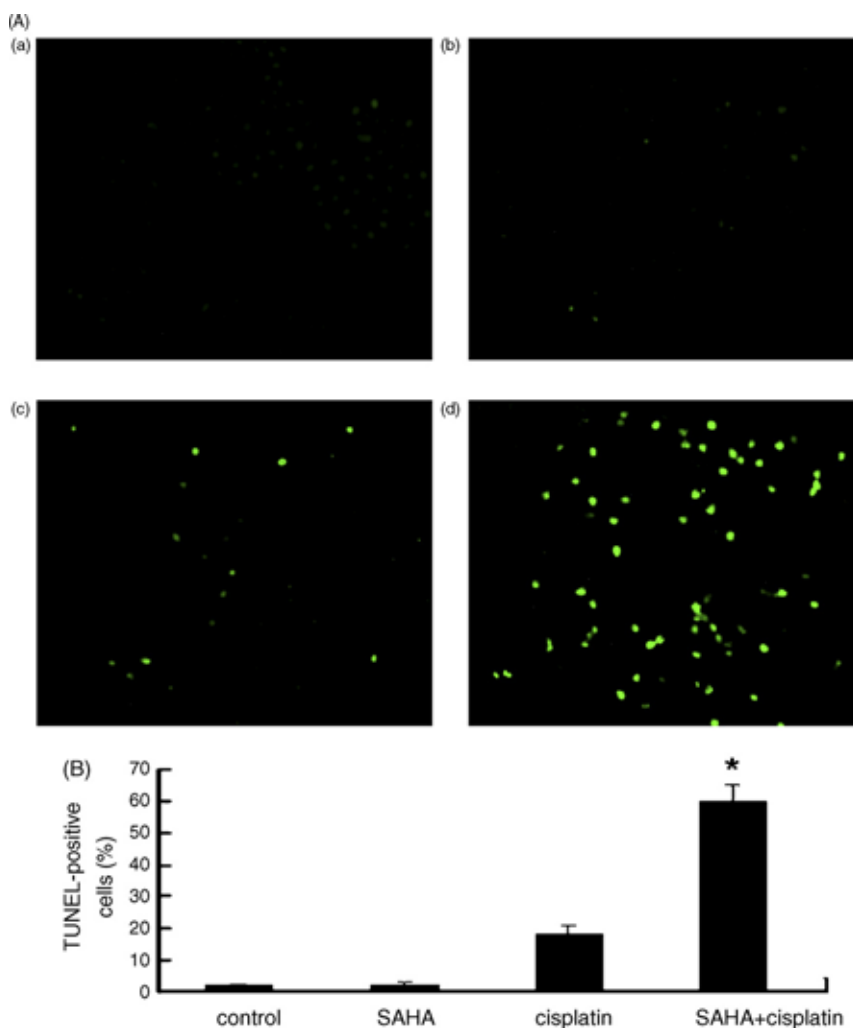 (A)
(a)
(b)
(c)
(d)
(B)
TUNEL-positive
cells (%)
70
60
50
40
30
20
10
0
*
control SAHA cisplatin SAHA+cisplatin